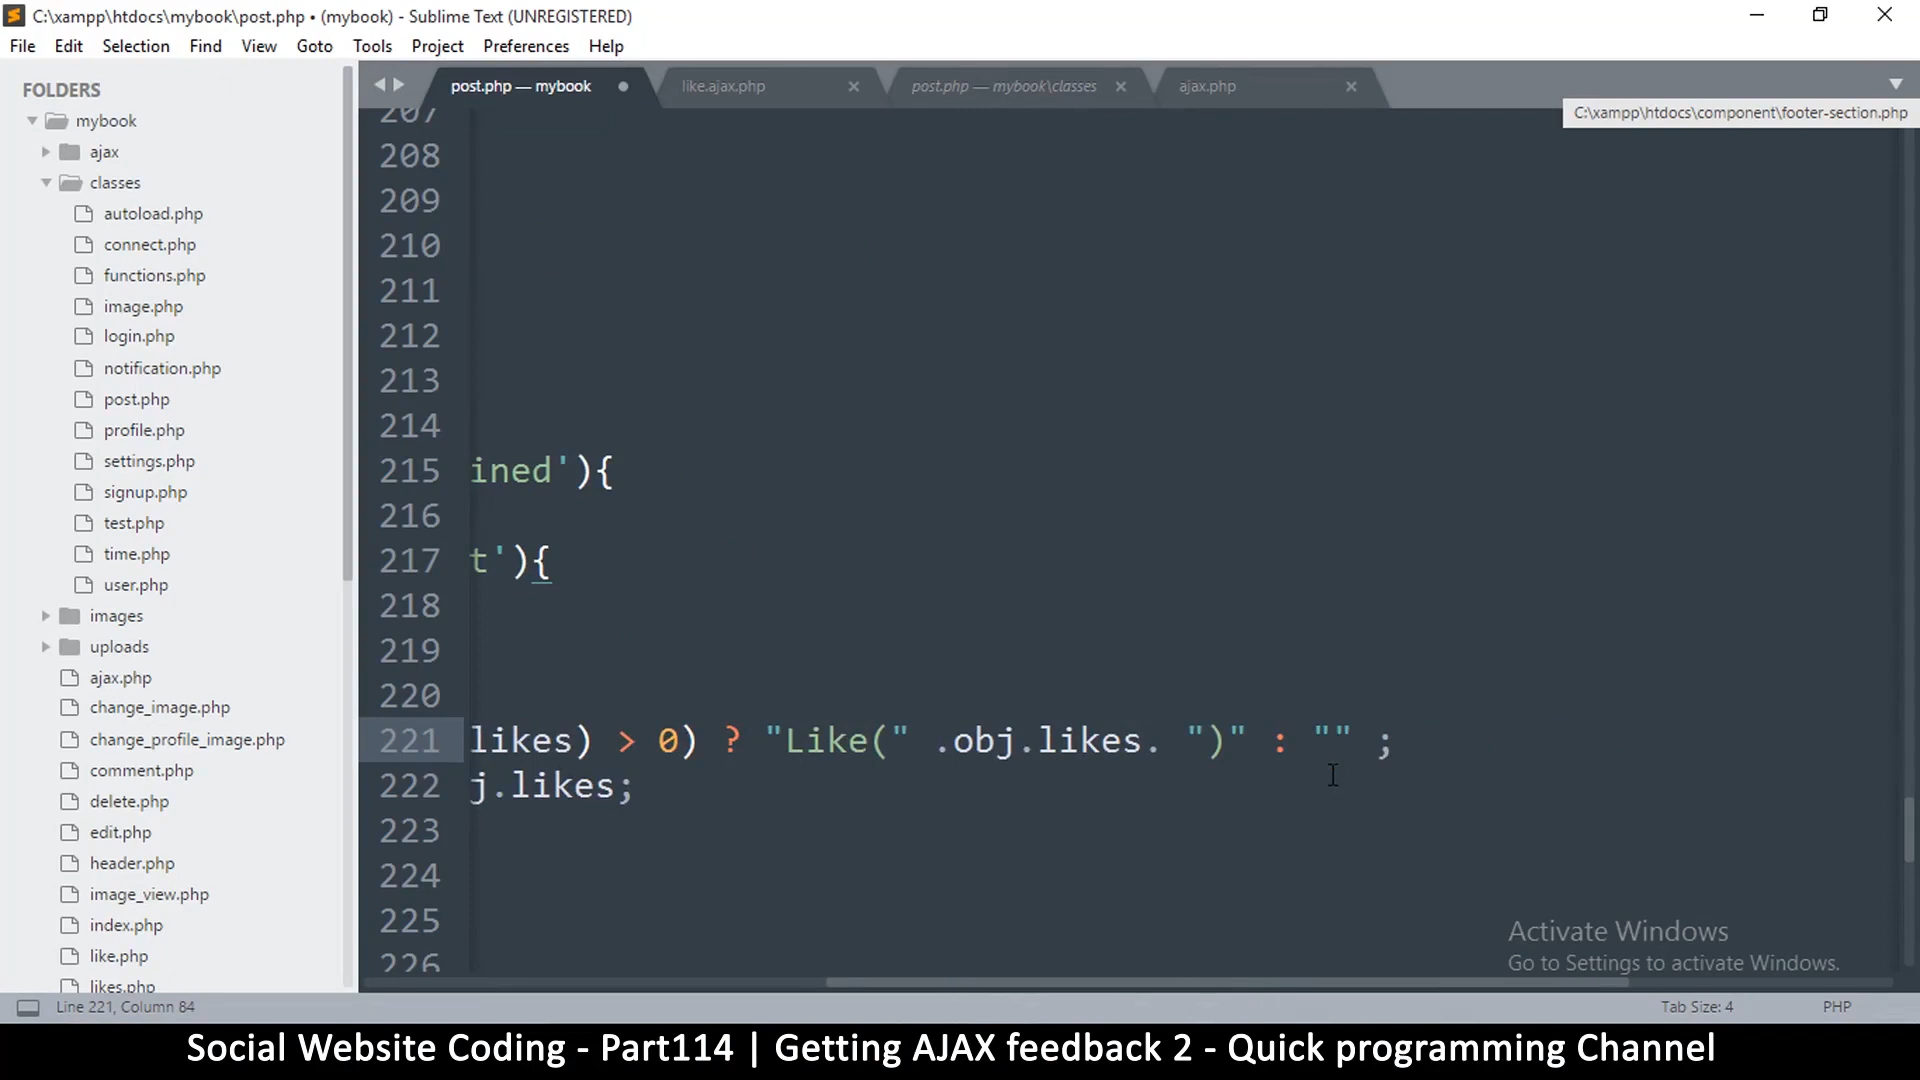 C:\xampp\htdocs\mybook\post.php • (mybook) - Sublime Text (UNREGISTERED)
File Edit Selection Find View Goto Tools Project Preferences Help
FOLDERS
mybook
ajax
classes
autoload.php
connect.php
functions.php
image.php
login.php
notification.php
post.php
profile.php
settings.php
signup.php
test.php
time.php
user.php
images
uploads
ajax.php
change_image.php
change_profile_image.php
comment.php
delete.php
edit.php
header.php
image_view.php
index.php
like.php
likes.php
post.php — mybook like.ajax.php post.php — mybook\classes ajax.php
C:\xampp\htdocs\component\footer-section.php
207
208
209
210
211
212
213
214
215 ined'){
216
217 t'){
218
219
220
221 likes) > 0) ? "Like(" .obj.likes. ")" : "" ;
222 j.likes;
223
224
225
226
Activate Windows
Go to Settings to activate Windows.
Line 221, Column 84 Tab Size: 4 PHP
Social Website Coding - Part114 | Getting AJAX feedback 2 - Quick programming Channel